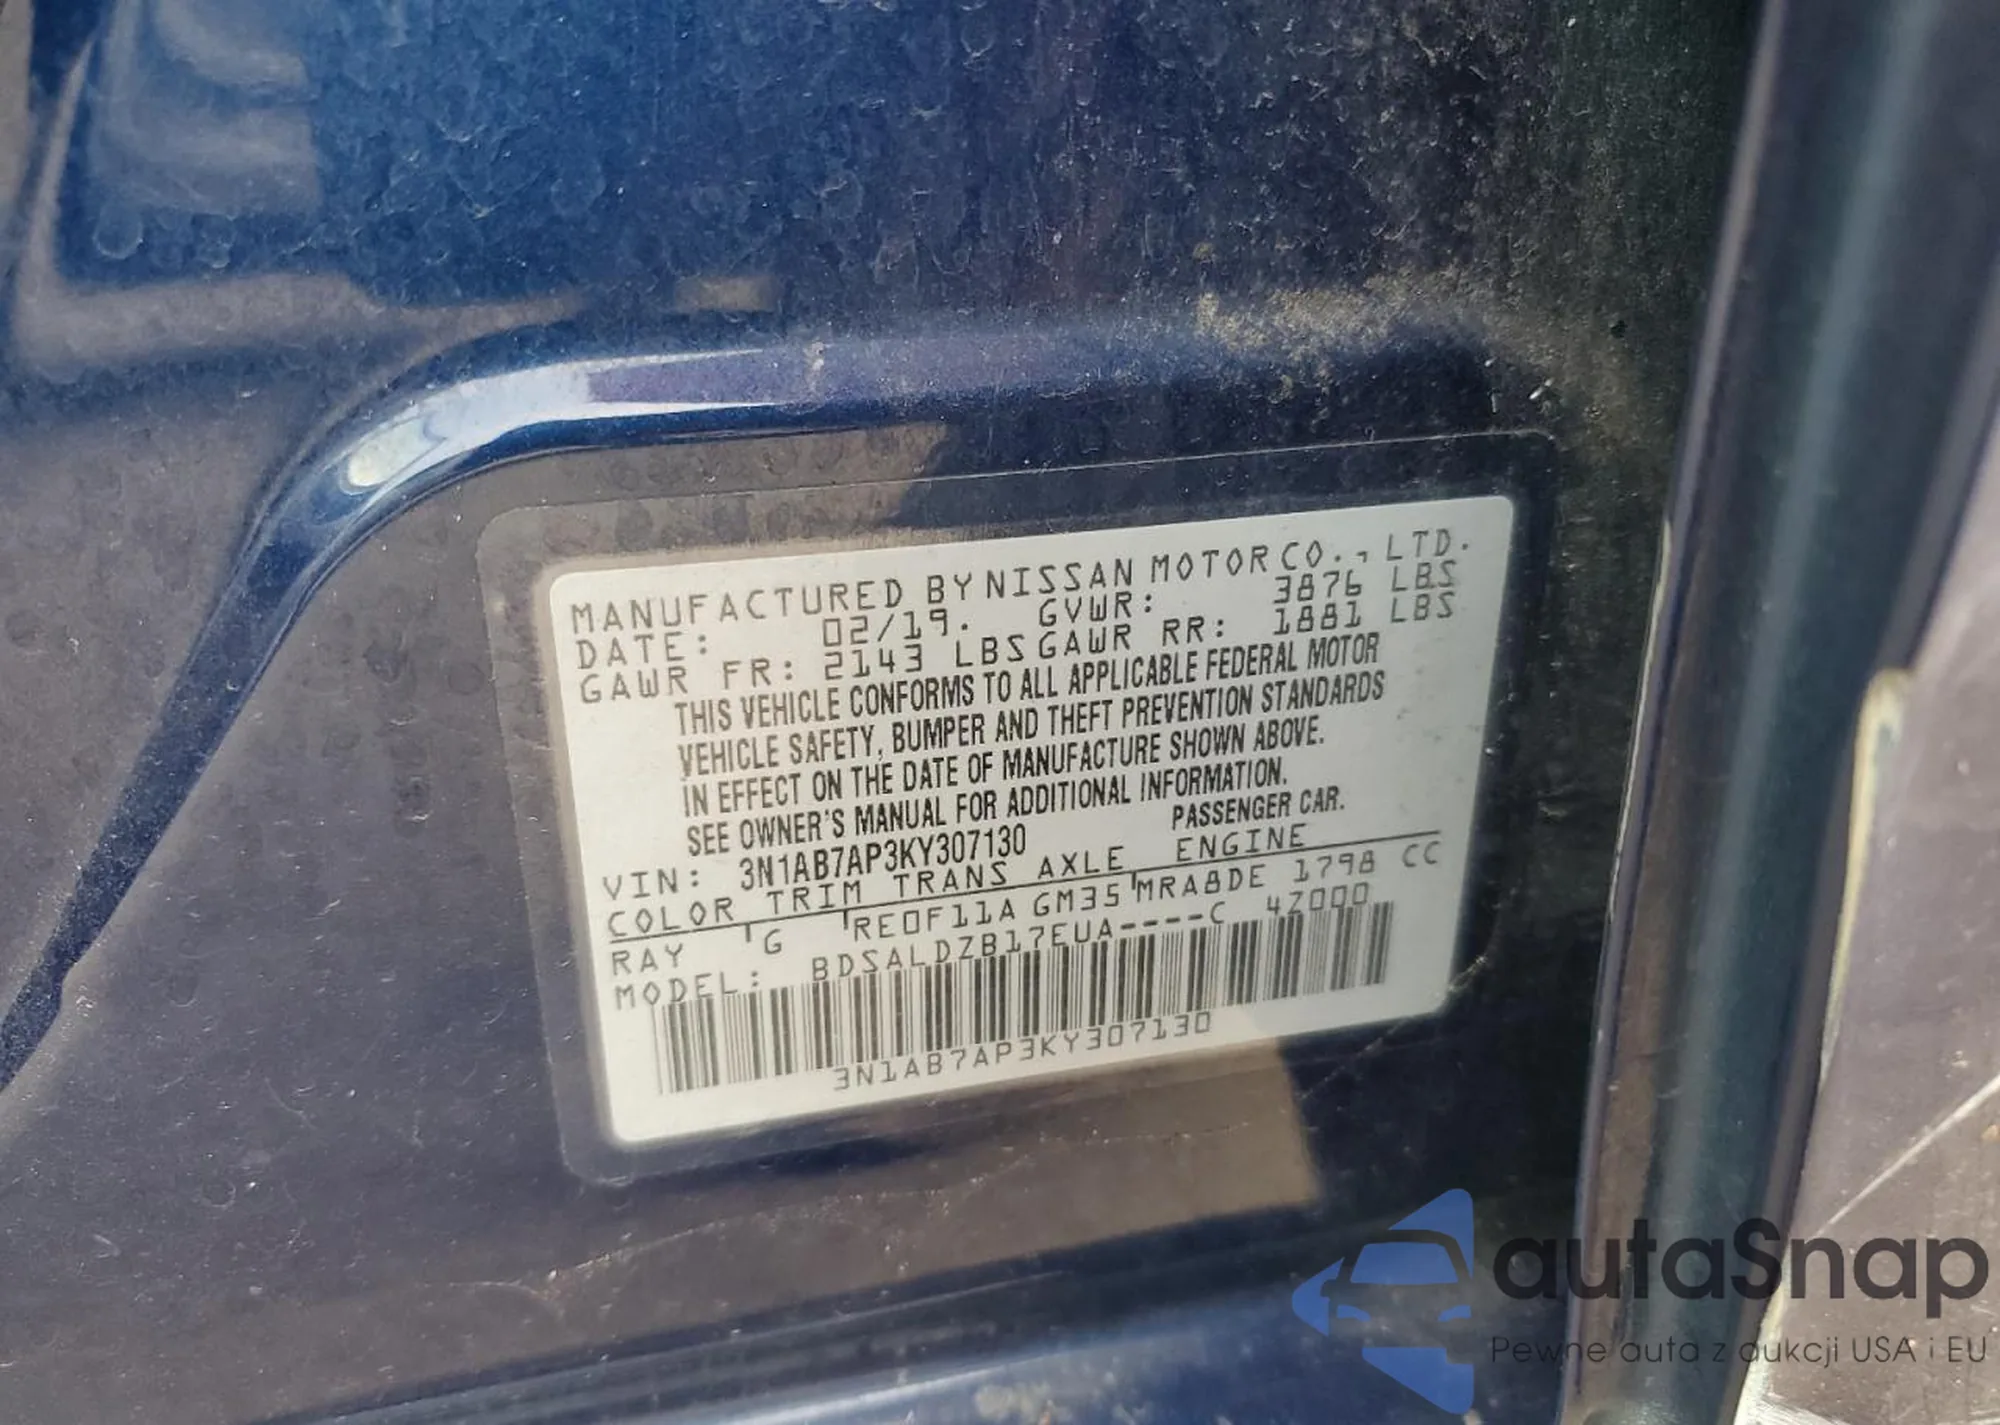 MANUFACTURED BY NISSAN MOTOR CO., LTD.
DATE: 02/19. GVWR: 3876 LBS
GAWR FR: 2143 LBS GAWR RR: 1881 LBS
THIS VEHICLE CONFORMS TO ALL APPLICABLE FEDERAL MOTOR
VEHICLE SAFETY, BUMPER AND THEFT PREVENTION STANDARDS
IN EFFECT ON THE DATE OF MANUFACTURE SHOWN ABOVE.
SEE OWNER'S MANUAL FOR ADDITIONAL INFORMATION.
VIN: 3N1AB7AP3KY307130 PASSENGER CAR.
COLOR TRIM TRANS AXLE ENGINE
RAY G RE0F11A GM35 MRA8DE 1798 CC
MODEL: BDSALDZB17EUA----C 4Z000
3N1AB7AP3KY307130
autaSnap
Pewne auta z aukcji USA i EU